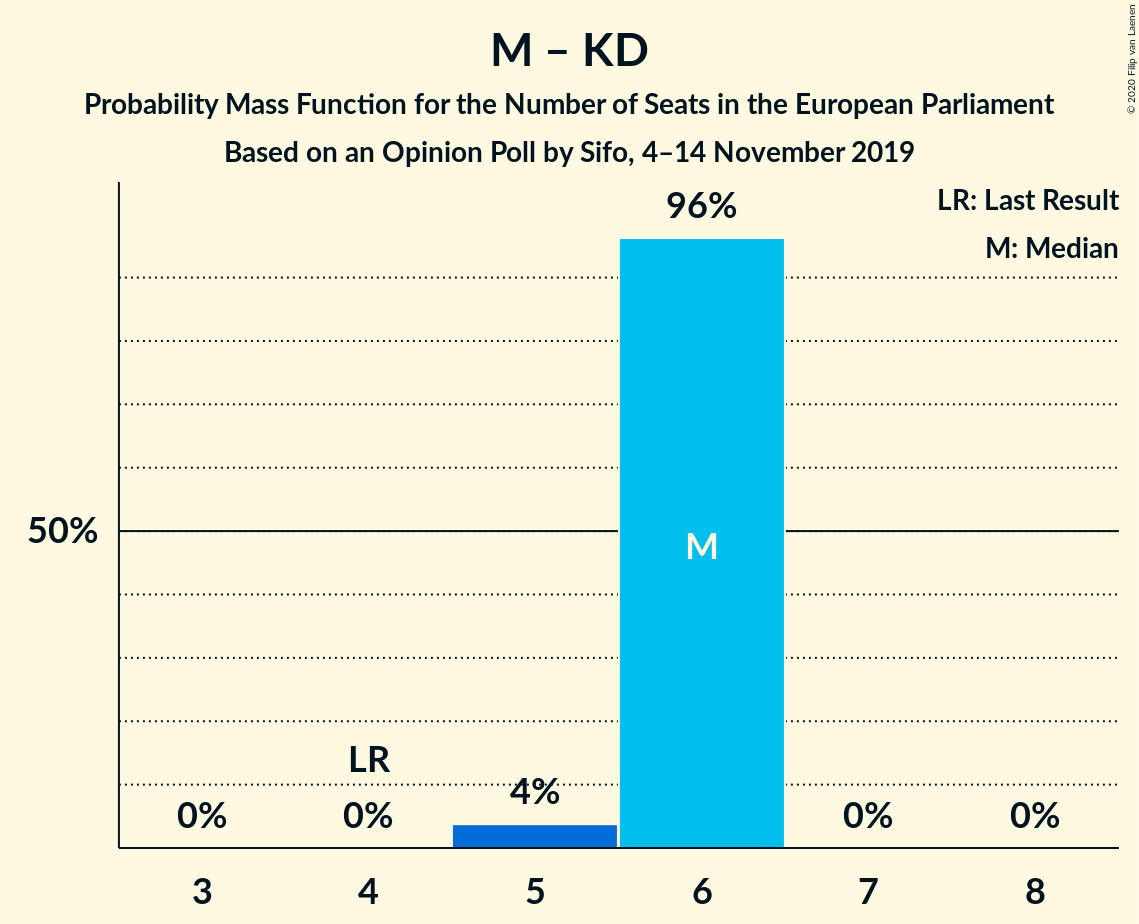 M – KD
Probability Mass Function for the Number of Seats in the European Parliament
Based on an Opinion Poll by Sifo, 4–14 November 2019
© 2020 Filip van Laenen
LR: Last Result
M: Median
96%
50%
M
LR
4%
0%
0%
0%
0%
3
4
5
6
7
8